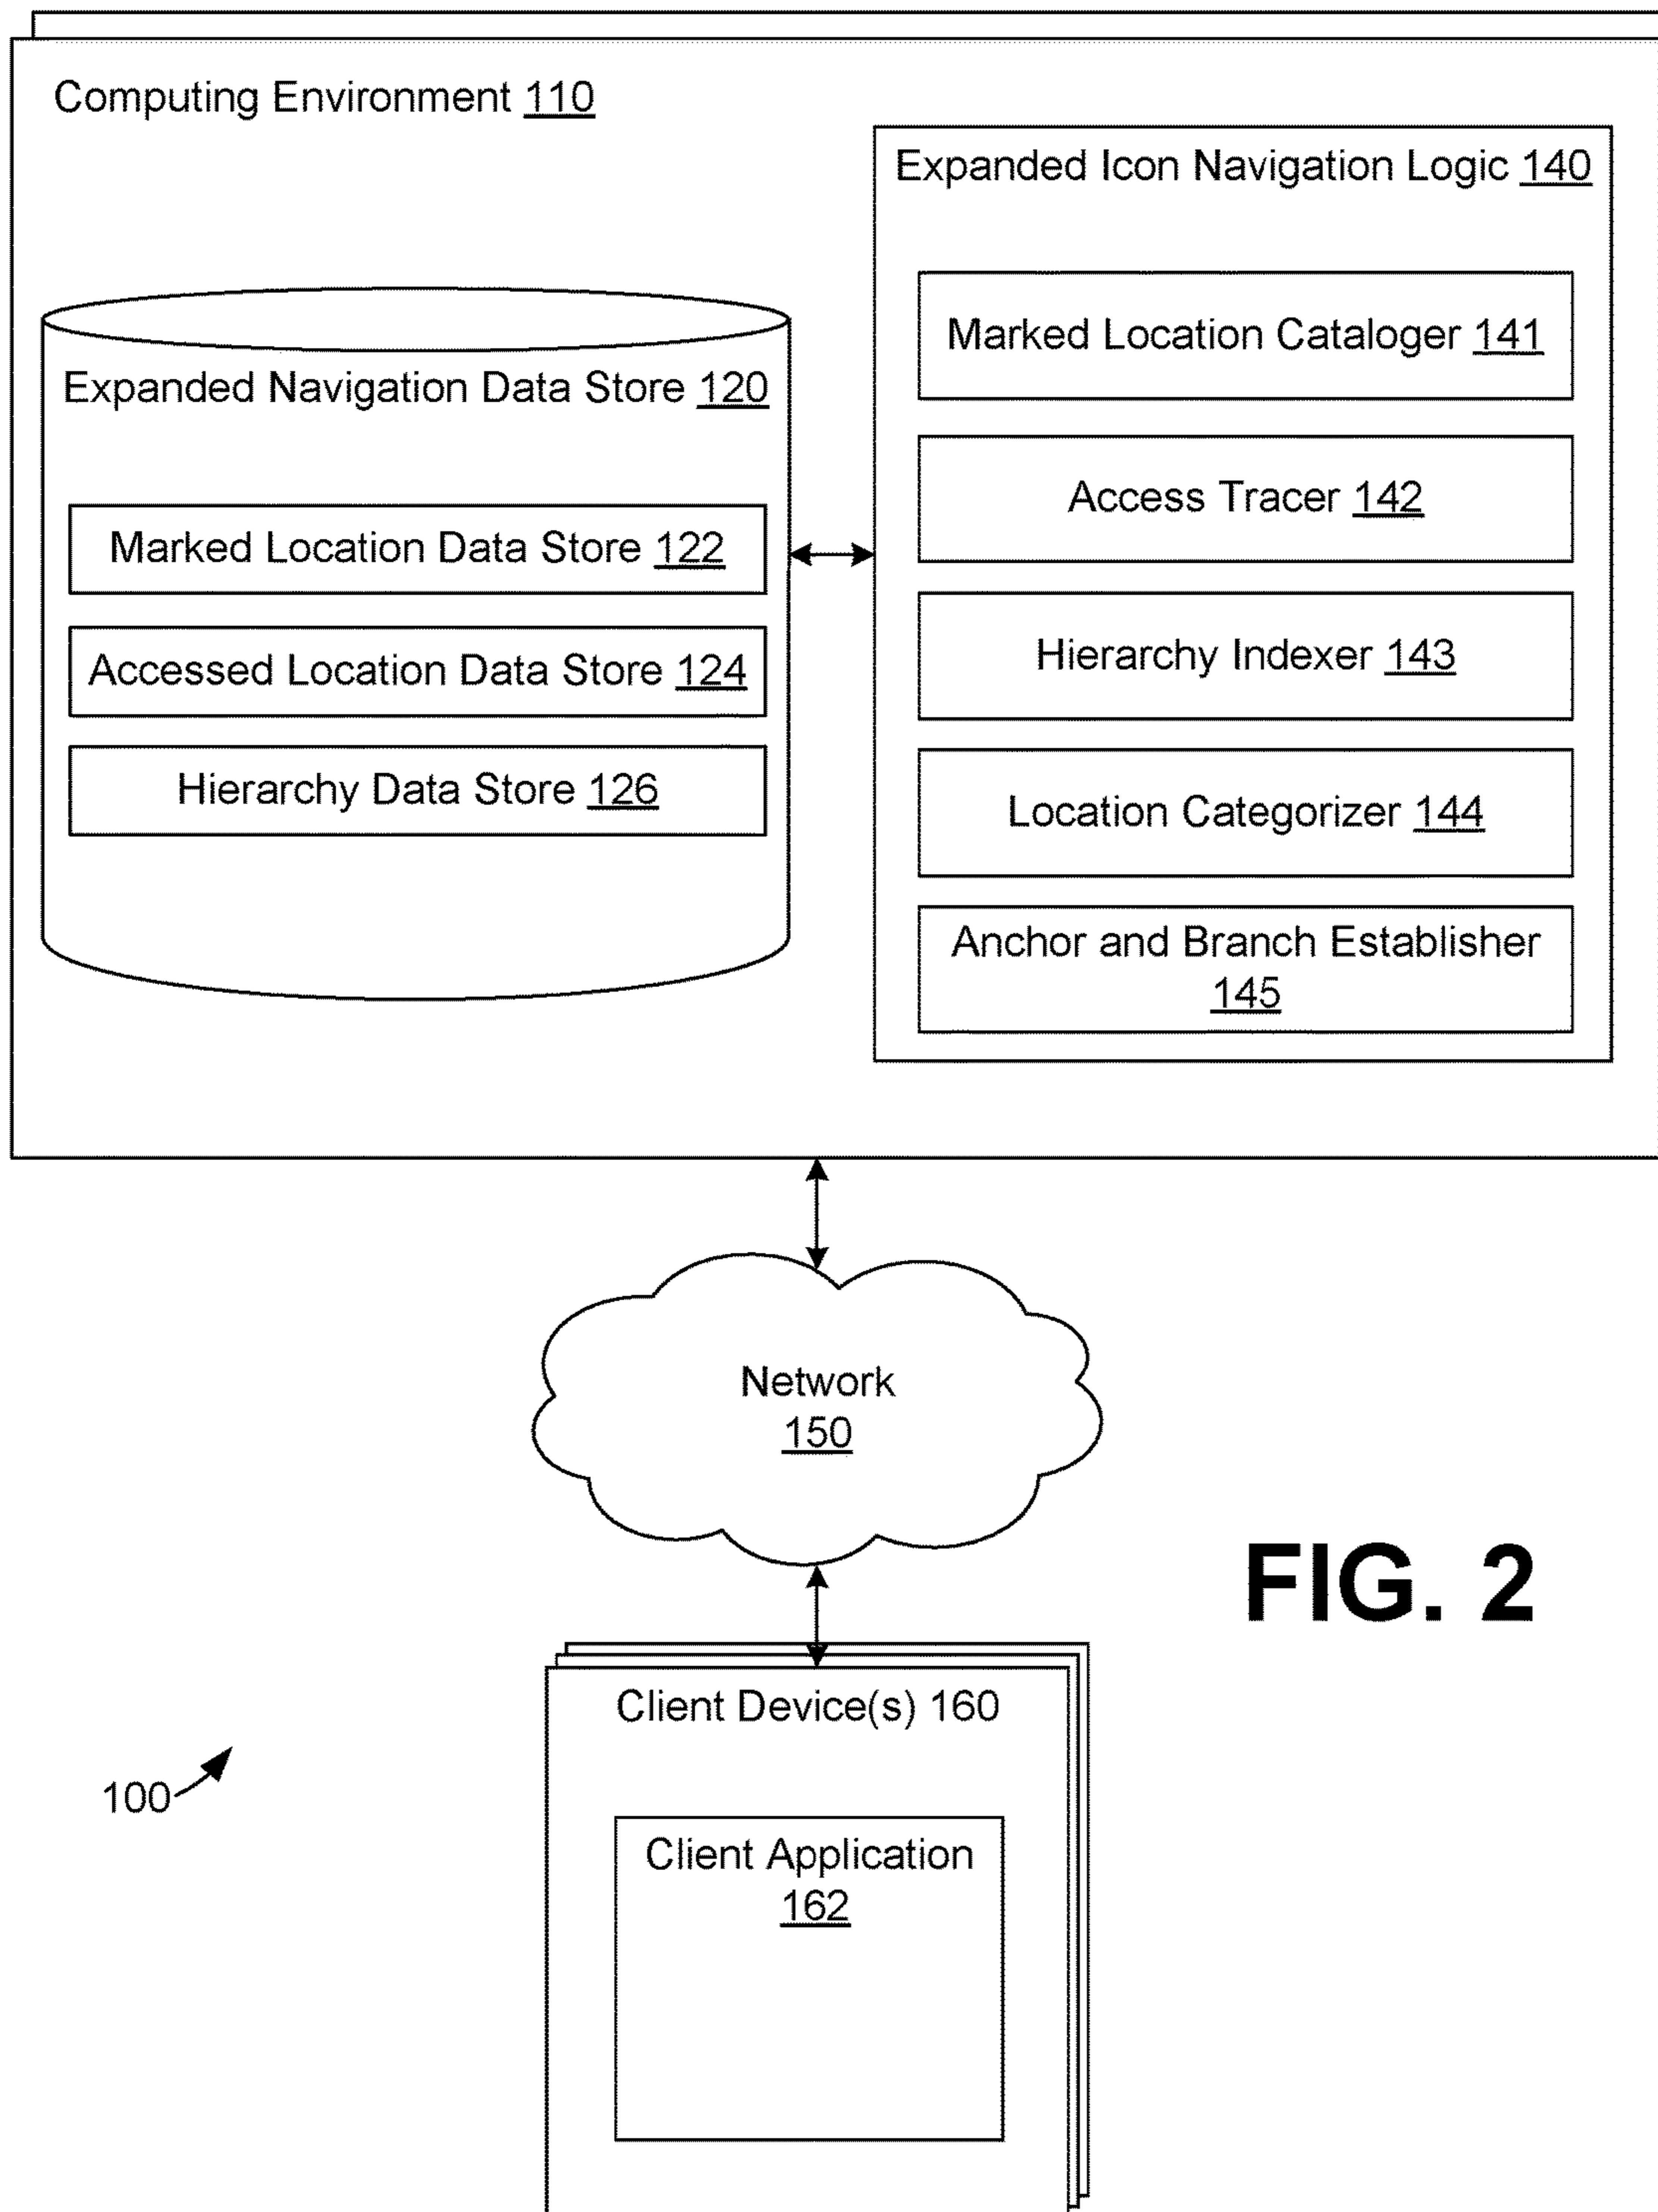 Computing Environment 110
Expanded Navigation Data Store 120
Marked Location Data Store 122
Accessed Location Data Store 124
Hierarchy Data Store 126
Expanded Icon Navigation Logic 140
Marked Location Cataloger 141
Access Tracer 142
Hierarchy Indexer 143
Location Categorizer 144
Anchor and Branch Establisher
145
Network
150
FIG. 2
Client Device(s) 160
100
Client Application
162